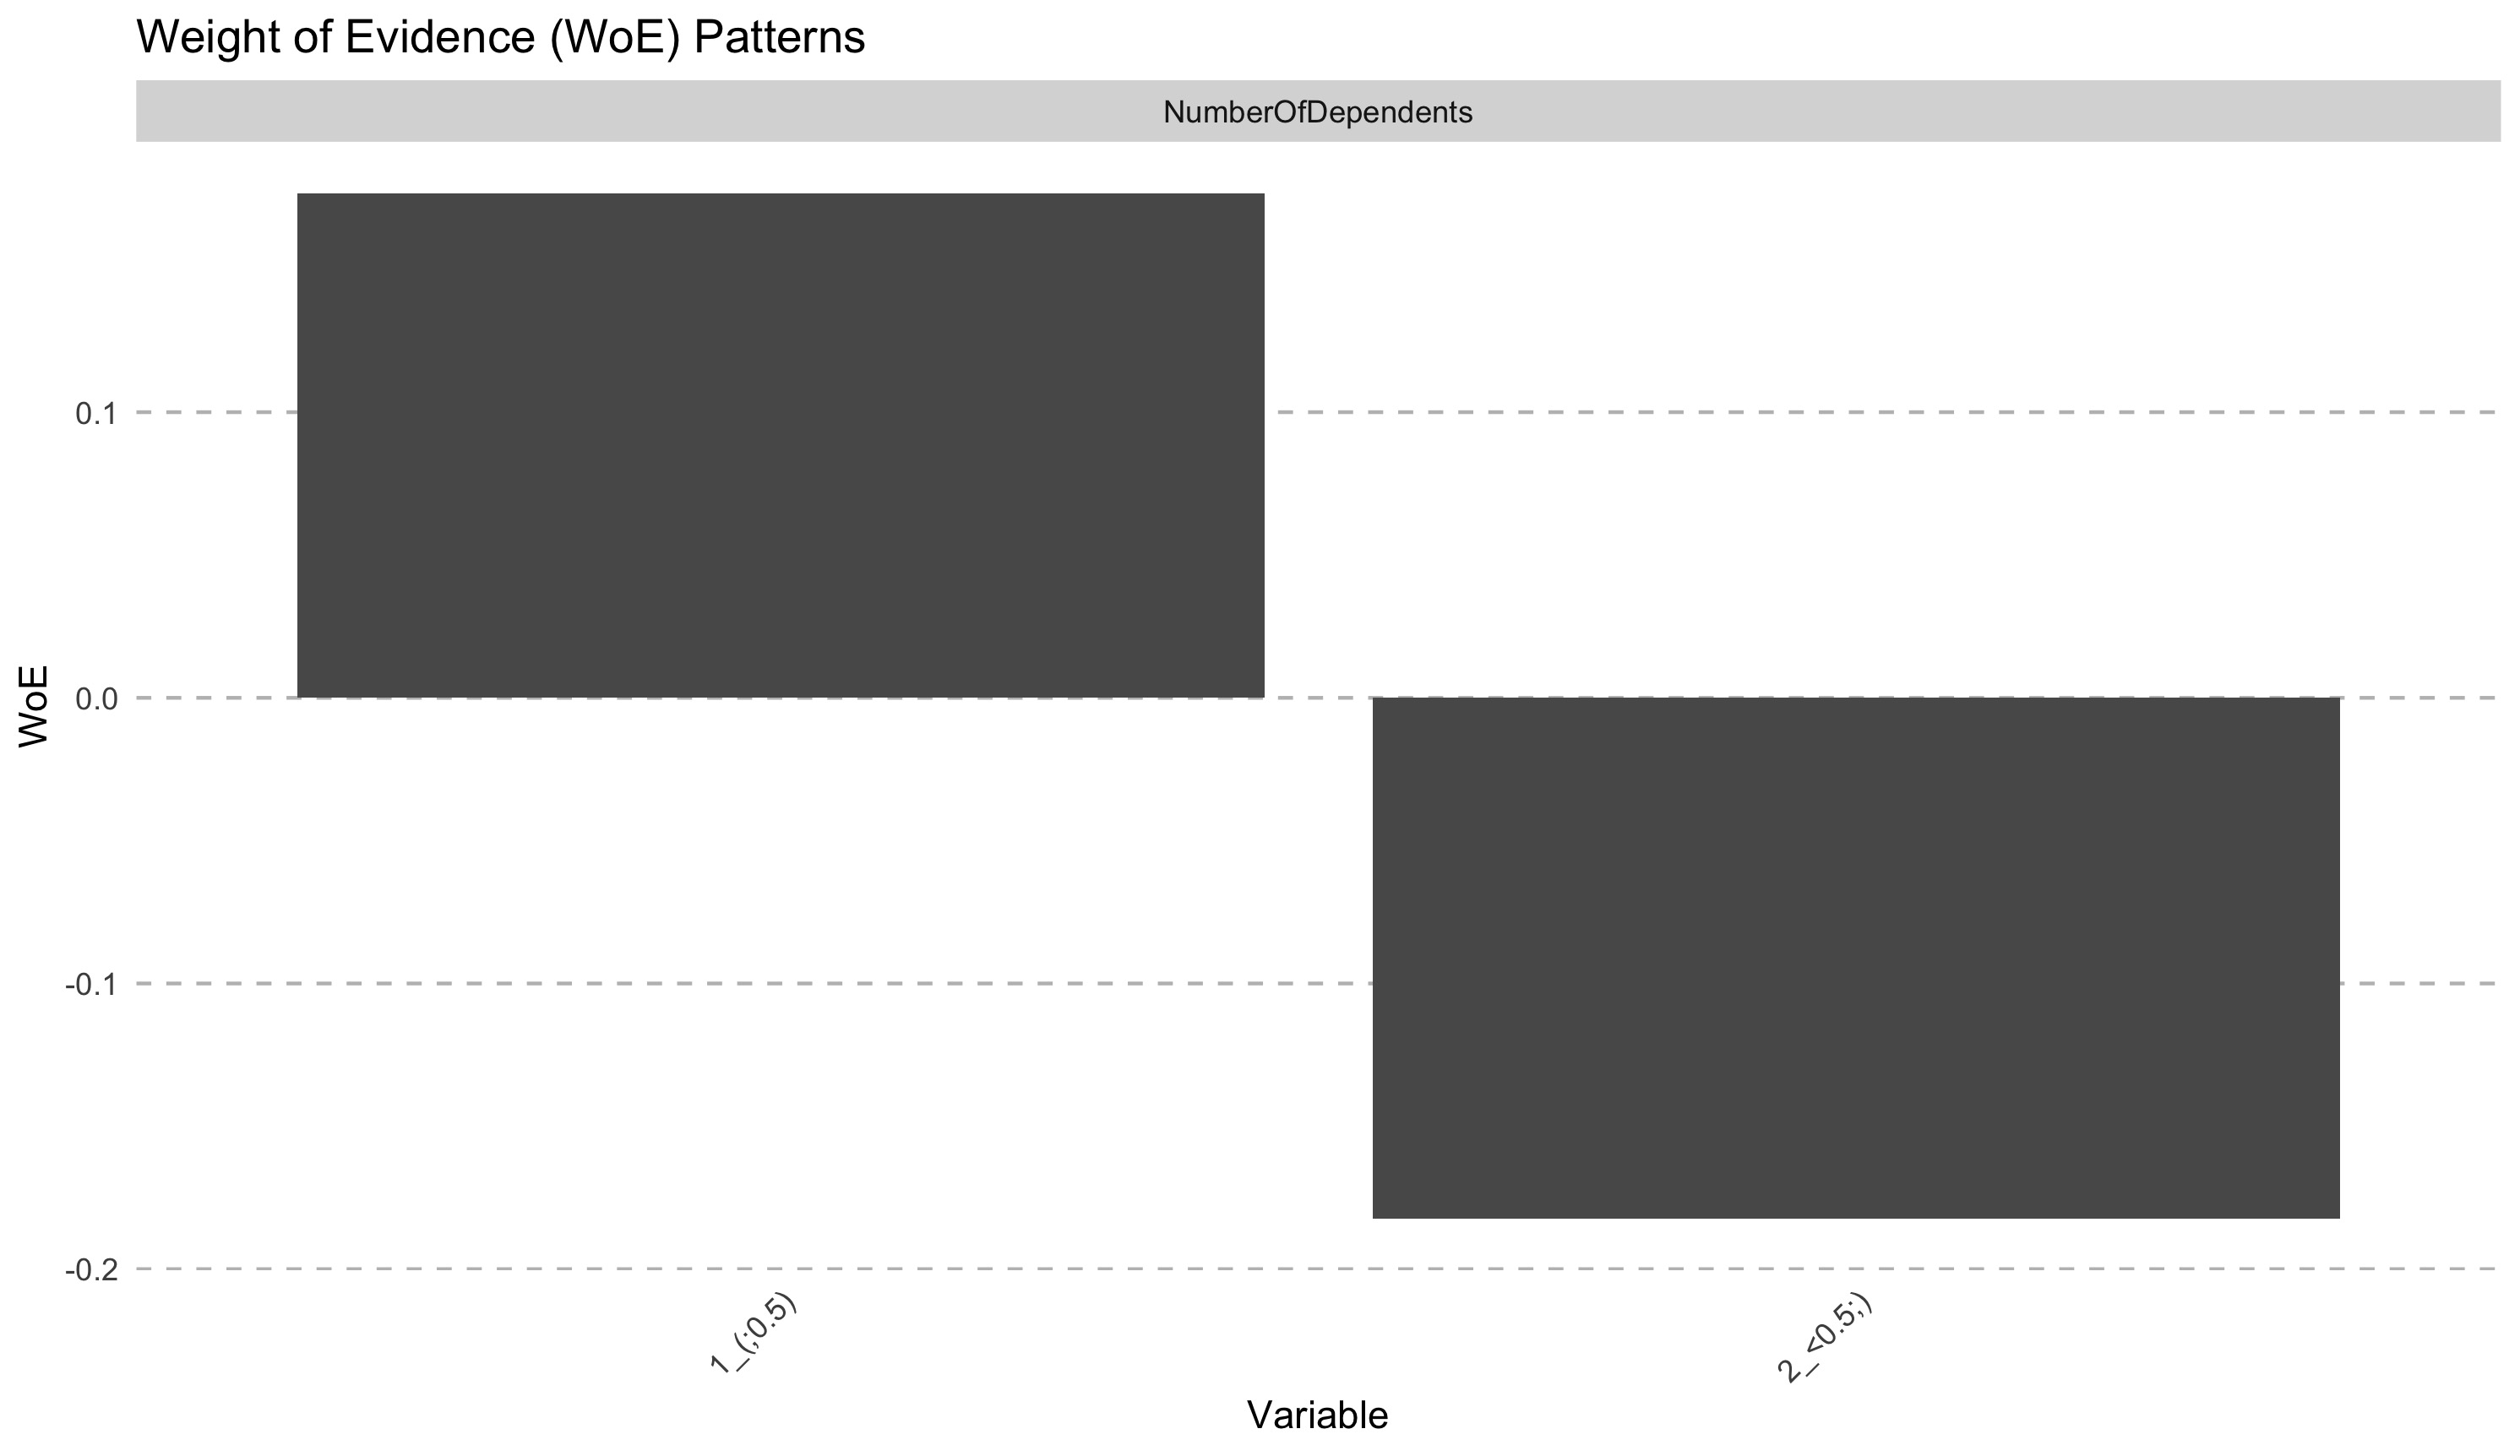 Weight of Evidence (WoE) Patterns
NumberOfDependents
WoE
0.1
0.0
-0.1
-0.2
1_(;0.5)
2_<0.5;)
Variable